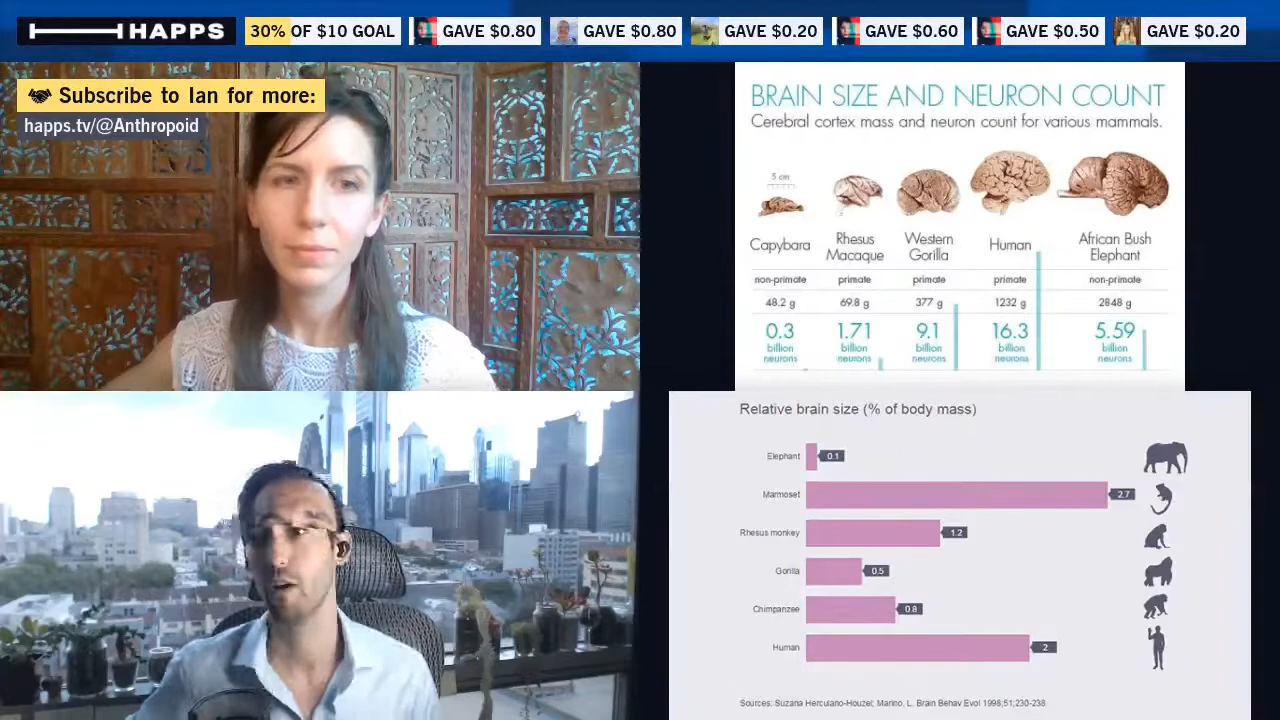 HAPPS
30% OF $10 GOAL
GAVE $0.80
GAVE $0.80
GAVE $0.20
GAVE $0.60
GAVE $0.50
GAVE $0.20
Subscribe to Ian for more:
happs.tv/@Anthropoid
BRAIN SIZE AND NEURON COUNT
Cerebral cortex mass and neuron count for various mammals.
5 cm
Capybara
Rhesus Macaque
Western Gorilla
Human
African Bush Elephant
non-primate
primate
primate
primate
non-primate
48.2 g
69.8 g
377 g
1232 g
2848 g
0.3 billion neurons
1.71 billion neurons
9.1 billion neurons
16.3 billion neurons
5.59 billion neurons
Relative brain size (% of body mass)
Elephant 0.1
Marmoset 2.7
Rhesus monkey 1.2
Gorilla 0.5
Chimpanzee 0.8
Human 2
Sources: Suzana Herculano-Houzel; Marino, L. Brain Behav Evol 1998;51;230-238